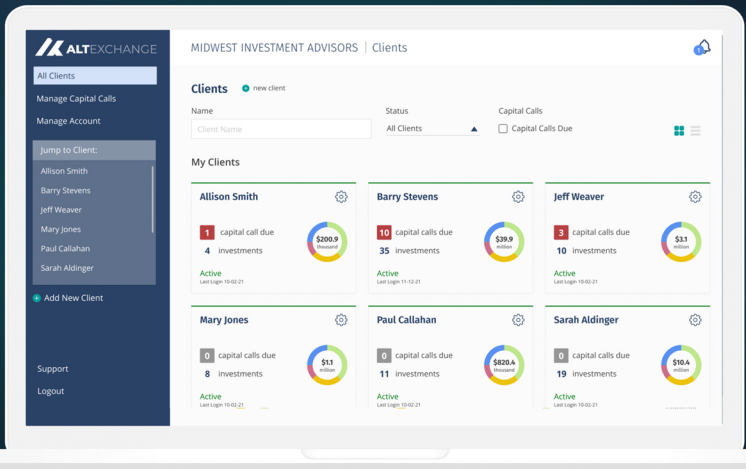 ALTEXCHANGE
MIDWEST INVESTMENT ADVISORS | Clients
1
All Clients
Manage Capital Calls
Manage Account
Jump to Client:
Allison Smith
Barry Stevens
Jeff Weaver
Mary Jones
Paul Callahan
Sarah Aldinger
Add New Client
Support
Logout
Clients
new client
Name
Client Name
Status
All Clients
Capital Calls
Capital Calls Due
My Clients
Allison Smith
1 capital call due
4 investments
$200.9
thousand
Active
Last Login 10-02-21
Barry Stevens
10 capital calls due
35 investments
$39.9
million
Active
Last Login 11-12-21
Jeff Weaver
3 capital calls due
10 investments
$3.1
million
Active
Last Login 10-02-21
Mary Jones
0 capital calls due
8 investments
$1.1
million
Active
Last Login 10-02-21
Paul Callahan
0 capital calls due
11 investments
$820.4
thousand
Active
Last Login 10-02-21
Sarah Aldinger
0 capital calls due
19 investments
$10.4
million
Active
Last Login 10-02-21